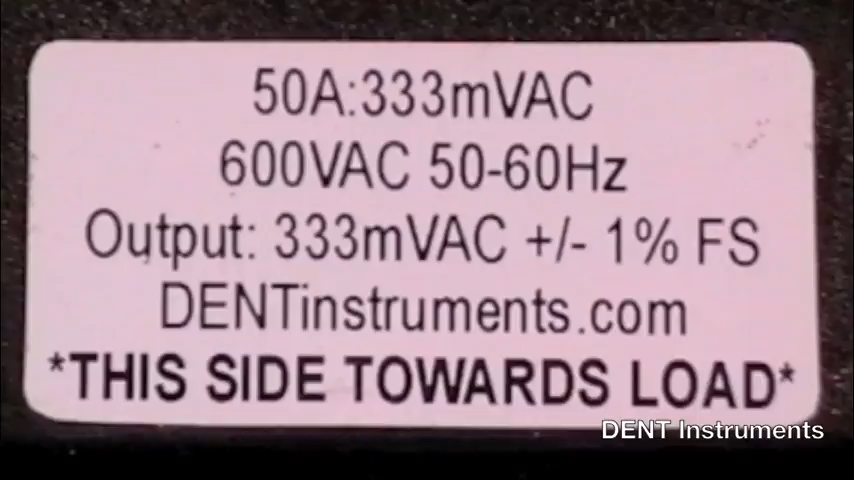 50A:333mVAC
600VAC 50-60Hz
Output: 333mVAC +/- 1% FS
DENTinstruments.com
*THIS SIDE TOWARDS LOAD*
DENT Instruments